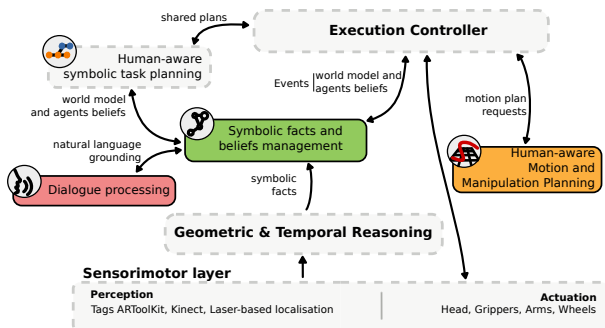 shared plans
Execution Controller
Human-aware
symbolic task planning
Events
world model and
agents beliefs
world model
and agents beliefs
motion plan
requests
Symbolic facts and
beliefs management
natural language
grounding
Human-aware
Motion and
Manipulation Planning
Dialogue processing
symbolic
facts
Geometric & Temporal Reasoning
Sensorimotor layer
Perception
Tags ARToolKit, Kinect, Laser-based localisation
Actuation
Head, Grippers, Arms, Wheels